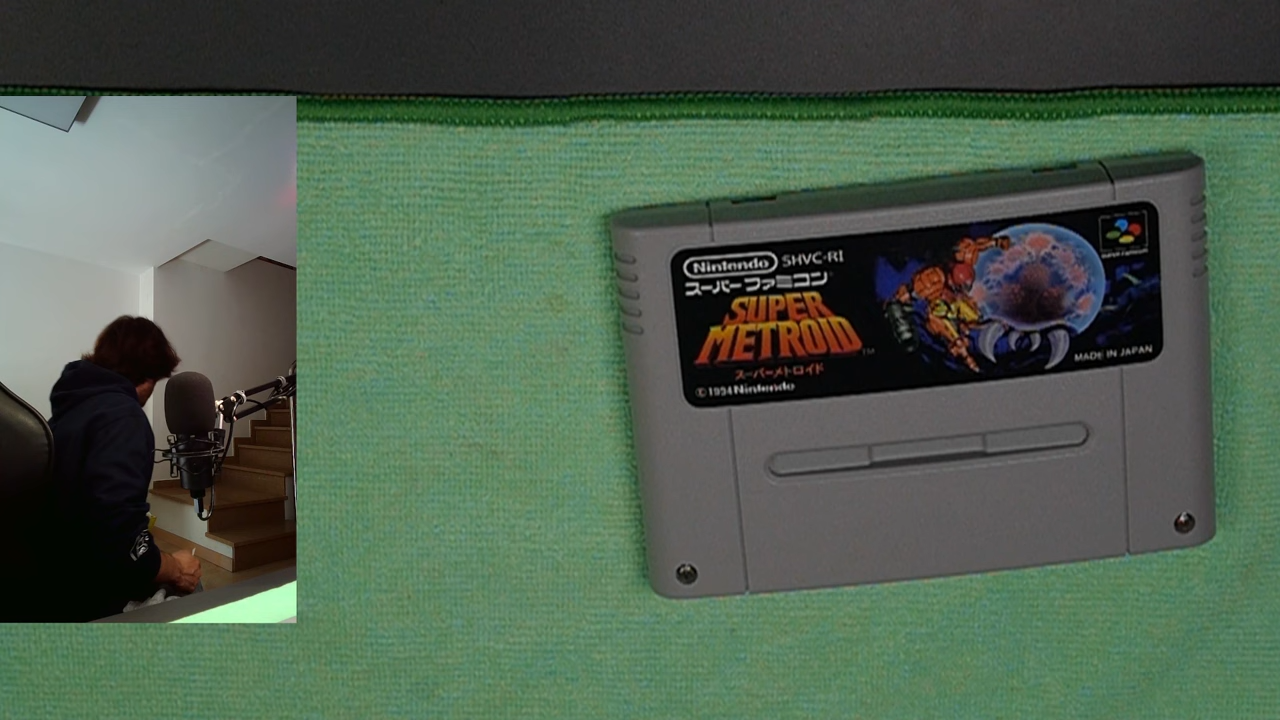 Nintendo SHVC-RI
スーパーファミコン
SUPER
METROID™
スーパーメトロイド
©1994 Nintendo
MADE IN JAPAN